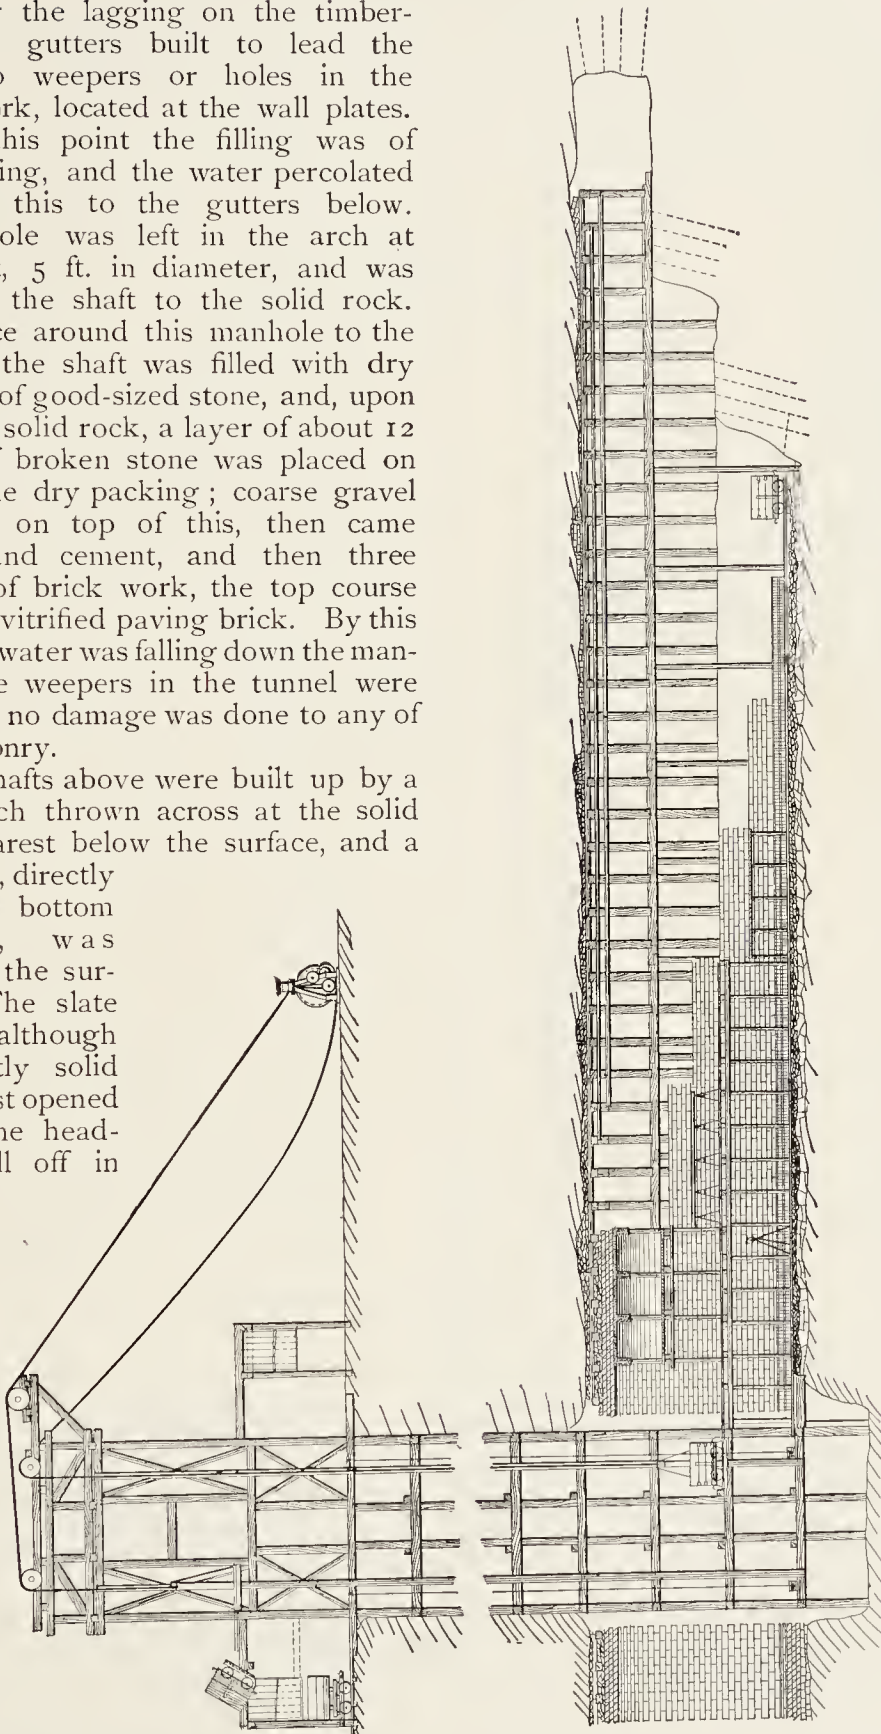 the lagging on the timber-
gutters built to lead the
weepers or holes in the
rk, located at the wall plates.
his point the filling was of
ing, and the water percolated
this to the gutters below.
ole was left in the arch at
, 5 ft. in diameter, and was
the shaft to the solid rock.
ce around this manhole to the
the shaft was filled with dry
of good-sized stone, and, upon
solid rock, a layer of about 12
f broken stone was placed on
e dry packing; coarse gravel
on top of this, then came
nd cement, and then three
of brick work, the top course
vitrified paving brick. By this
water was falling down the man-
e weepers in the tunnel were
no damage was done to any of
onry.
hafts above were built up by a
ch thrown across at the solid
arest below the surface, and a
, directly
bottom
, was
the sur-
he slate
although
tly solid
st opened
he head-
ll off in